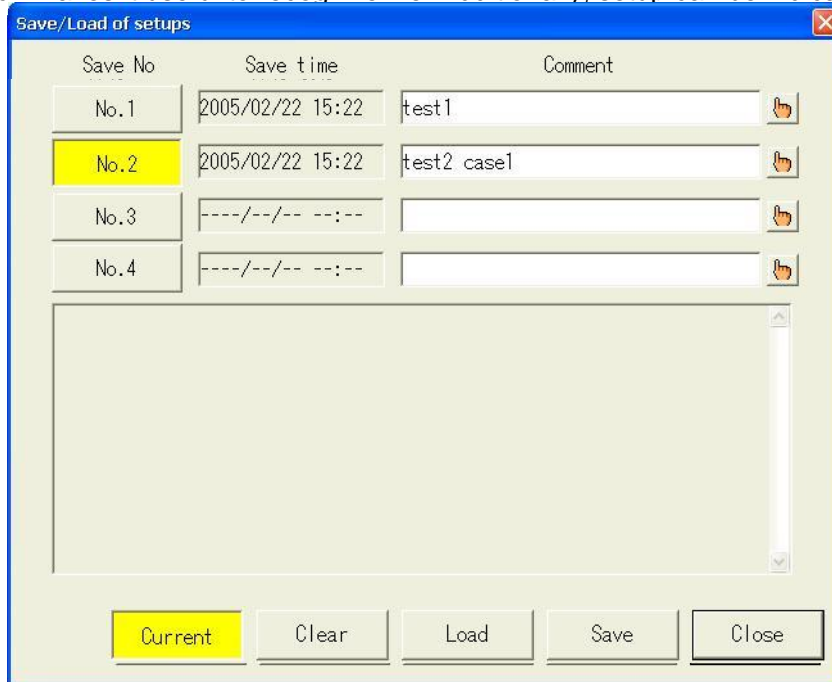 Save/Load of setups
Save No Save time Comment
No.1 2005/02/22 15:22 test1
No.2 2005/02/22 15:22 test2 case1
No.3 ----/--/-- --:--
No.4 ----/--/-- --:--
Current Clear Load Save Close